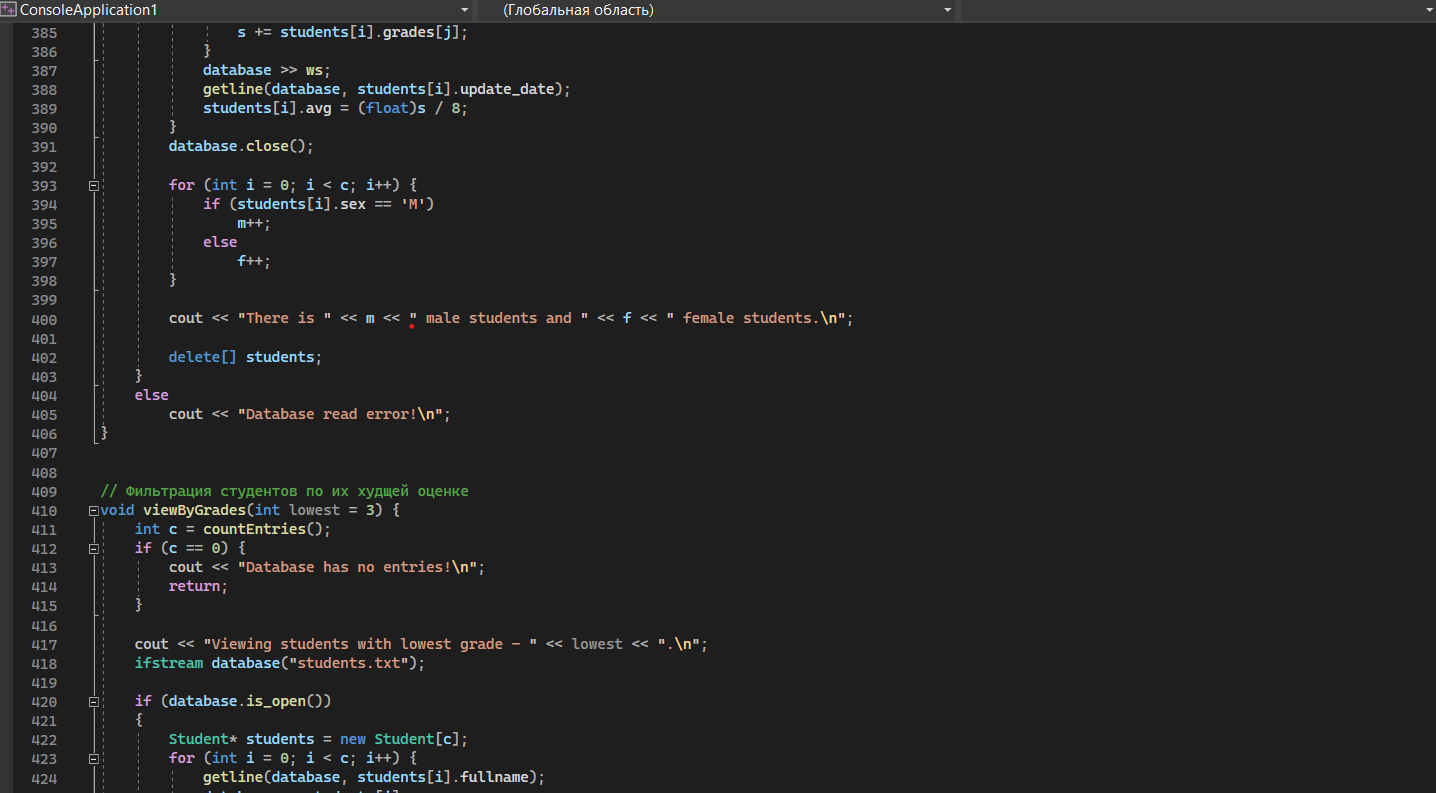 ConsoleApplication1 (Глобальная область)
385 s += students[i].grades[j];
386 }
387 database >> ws;
388 getline(database, students[i].update_date);
389 students[i].avg = (float)s / 8;
390 }
391 database.close();
392
393 for (int i = 0; i < c; i++) {
394 if (students[i].sex == 'M')
395 m++;
396 else
397 f++;
398 }
399
400 cout << "There is " << m << " male students and " << f << " female students.\n";
401
402 delete[] students;
403 }
404 else
405 cout << "Database read error!\n";
406 }
407
408
409 // Фильтрация студентов по их худщей оценке
410 void viewByGrades(int lowest = 3) {
411 int c = countEntries();
412 if (c == 0) {
413 cout << "Database has no entries!\n";
414 return;
415 }
416
417 cout << "Viewing students with lowest grade - " << lowest << ".\n";
418 ifstream database("students.txt");
419
420 if (database.is_open())
421 {
422 Student* students = new Student[c];
423 for (int i = 0; i < c; i++) {
424 getline(database, students[i].fullname);